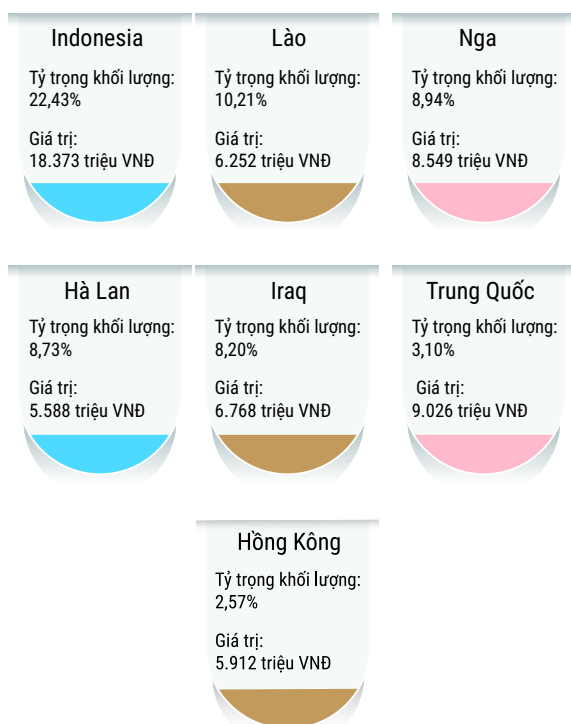 Indonesia
Tỷ trọng khối lượng:
22,43%
Giá trị:
18.373 triệu VNĐ
Lào
Tỷ trọng khối lượng:
10,21%
Giá trị:
6.252 triệu VNĐ
Nga
Tỷ trọng khối lượng:
8,94%
Giá trị:
8.549 triệu VNĐ
Hà Lan
Tỷ trọng khối lượng:
8,73%
Giá trị:
5.588 triệu VNĐ
Iraq
Tỷ trọng khối lượng:
8,20%
Giá trị:
6.768 triệu VNĐ
Trung Quốc
Tỷ trọng khối lượng:
3,10%
Giá trị:
9.026 triệu VNĐ
Hồng Kông
Tỷ trọng khối lượng:
2,57%
Giá trị:
5.912 triệu VNĐ